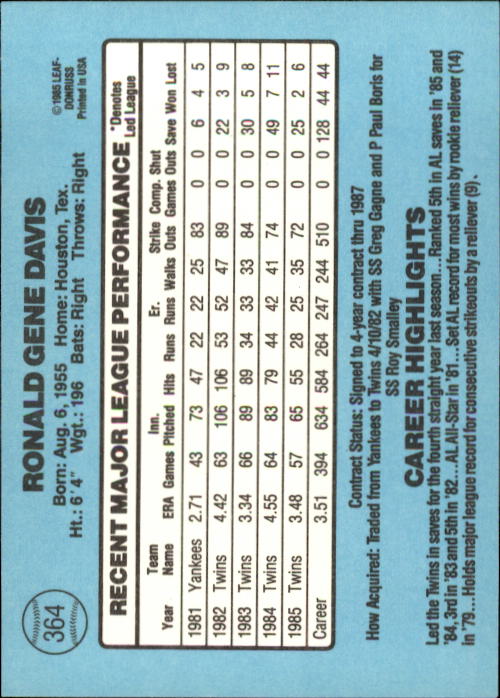 364
RONALD GENE DAVIS
©1985 LEAF-
DONRUSS
Printed in USA
Born: Aug. 6, 1955 Home: Houston, Tex.
Ht.: 6' 4" Wgt.: 196 Bats: Right Throws: Right
RECENT MAJOR LEAGUE PERFORMANCE *Denotes
Led League
Team Inn. Er. Strike Comp. Shut
Year Name ERA Games Pitched Hits Runs Runs Walks Outs Games Outs Save Won Lost
1981 Yankees 2.71 43 73 47 22 22 25 83 0 0 6 4 5
1982 Twins 4.42 63 106 106 53 52 47 89 0 0 22 3 9
1983 Twins 3.34 66 89 89 34 33 33 84 0 0 30 5 8
1984 Twins 4.55 64 83 79 44 42 41 74 0 0 49 7 11
1985 Twins 3.48 57 65 55 28 25 35 72 0 0 25 2 6
Career 3.51 394 634 584 264 247 244 510 0 0 128 44 44
Contract Status: Signed to 4-year contract thru 1987
How Acquired: Traded from Yankees to Twins 4/10/82 with SS Greg Gagne and P Paul Boris for
SS Roy Smalley
CAREER HIGHLIGHTS
Led the Twins in saves for the fourth straight year last season...Ranked 5th in AL saves in '85 and
'84, 3rd in '83 and 5th in '82...AL All-Star in '81...Set AL record for most wins by rookie reliever (14)
in '79...Holds major league record for consecutive strikeouts by a reliever (9).